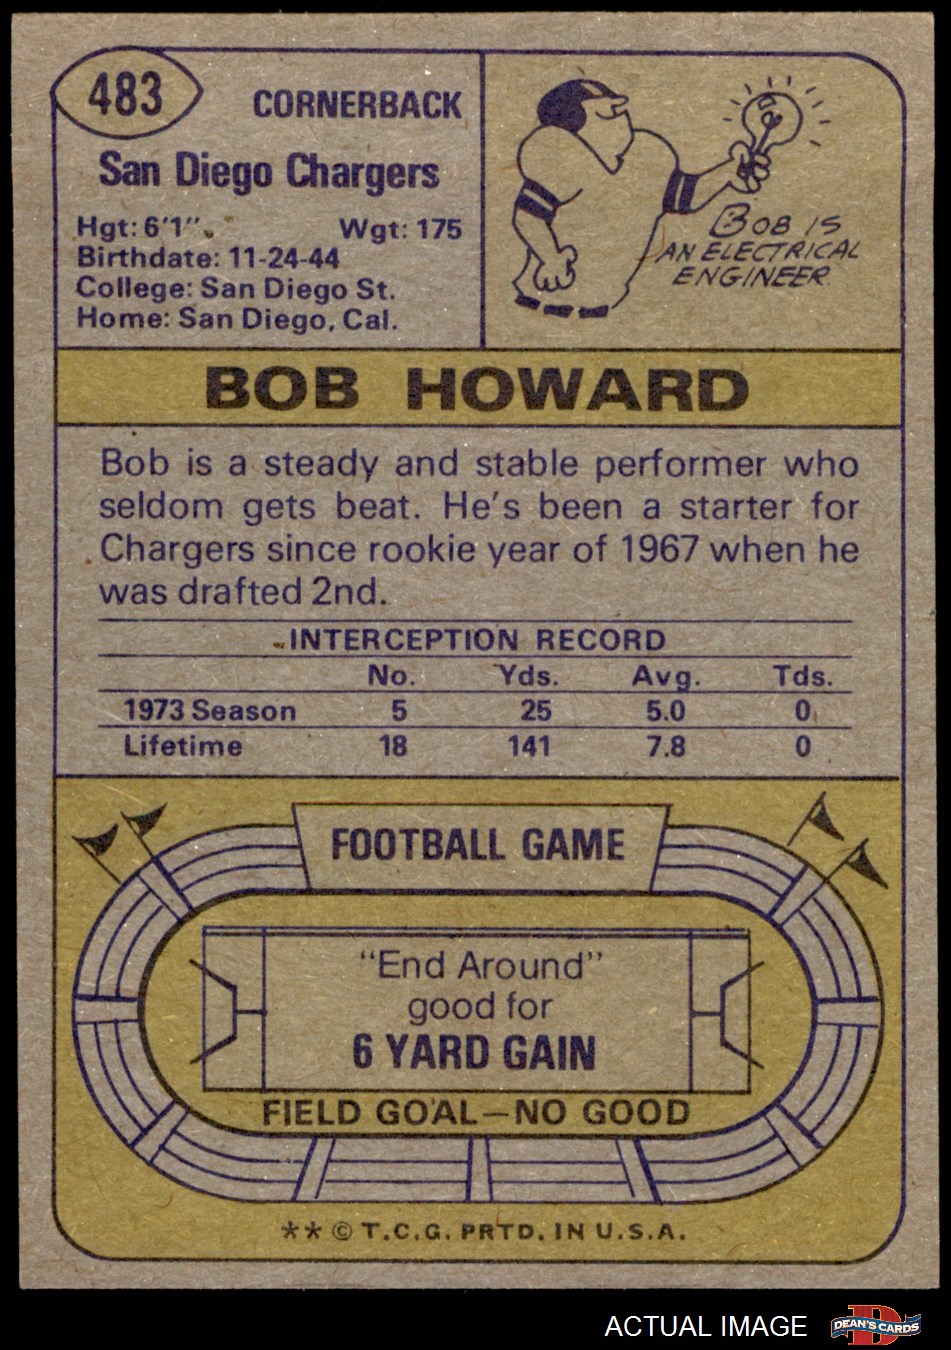 483
CORNERBACK
San Diego Chargers
Hgt: 6'1" Wgt: 175
Birthdate: 11-24-44
College: San Diego St.
Home: San Diego, Cal.
BOB IS
AN ELECTRICAL
ENGINEER.
BOB HOWARD
Bob is a steady and stable performer who
seldom gets beat. He's been a starter for
Chargers since rookie year of 1967 when he
was drafted 2nd.
INTERCEPTION RECORD
No. Yds. Avg. Tds.
1973 Season 5 25 5.0 0
Lifetime 18 141 7.8 0
FOOTBALL GAME
"End Around"
good for
6 YARD GAIN
FIELD GOAL—NO GOOD
** © T.C.G. PRTD. IN U.S.A.
ACTUAL IMAGE
DEAN'S CARDS